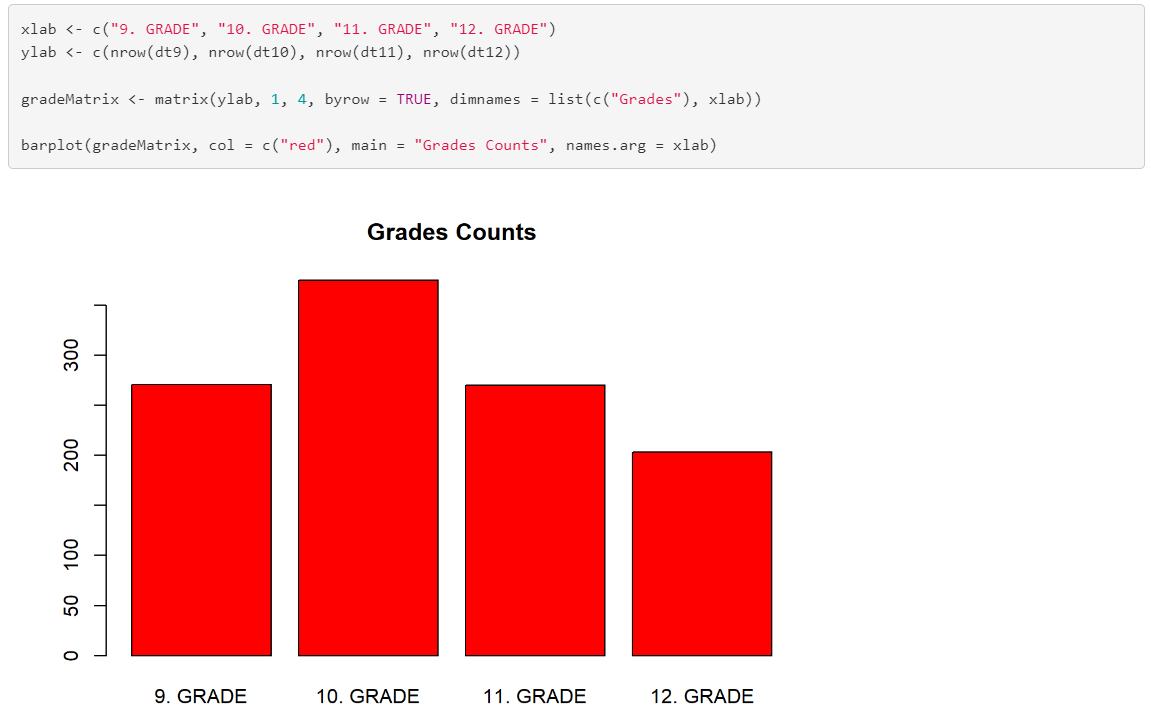 xlab <- c("9. GRADE", "10. GRADE", "11. GRADE", "12. GRADE")
ylab <- c(nrow(dt9), nrow(dt10), nrow(dt11), nrow(dt12))
gradeMatrix <- matrix(ylab, 1, 4, byrow = TRUE, dimnames = list(c("Grades"), xlab))
barplot(gradeMatrix, col = c("red"), main = "Grades Counts", names.arg = xlab)
Grades Counts
300
200
100
50
0
9. GRADE 10. GRADE 11. GRADE 12. GRADE